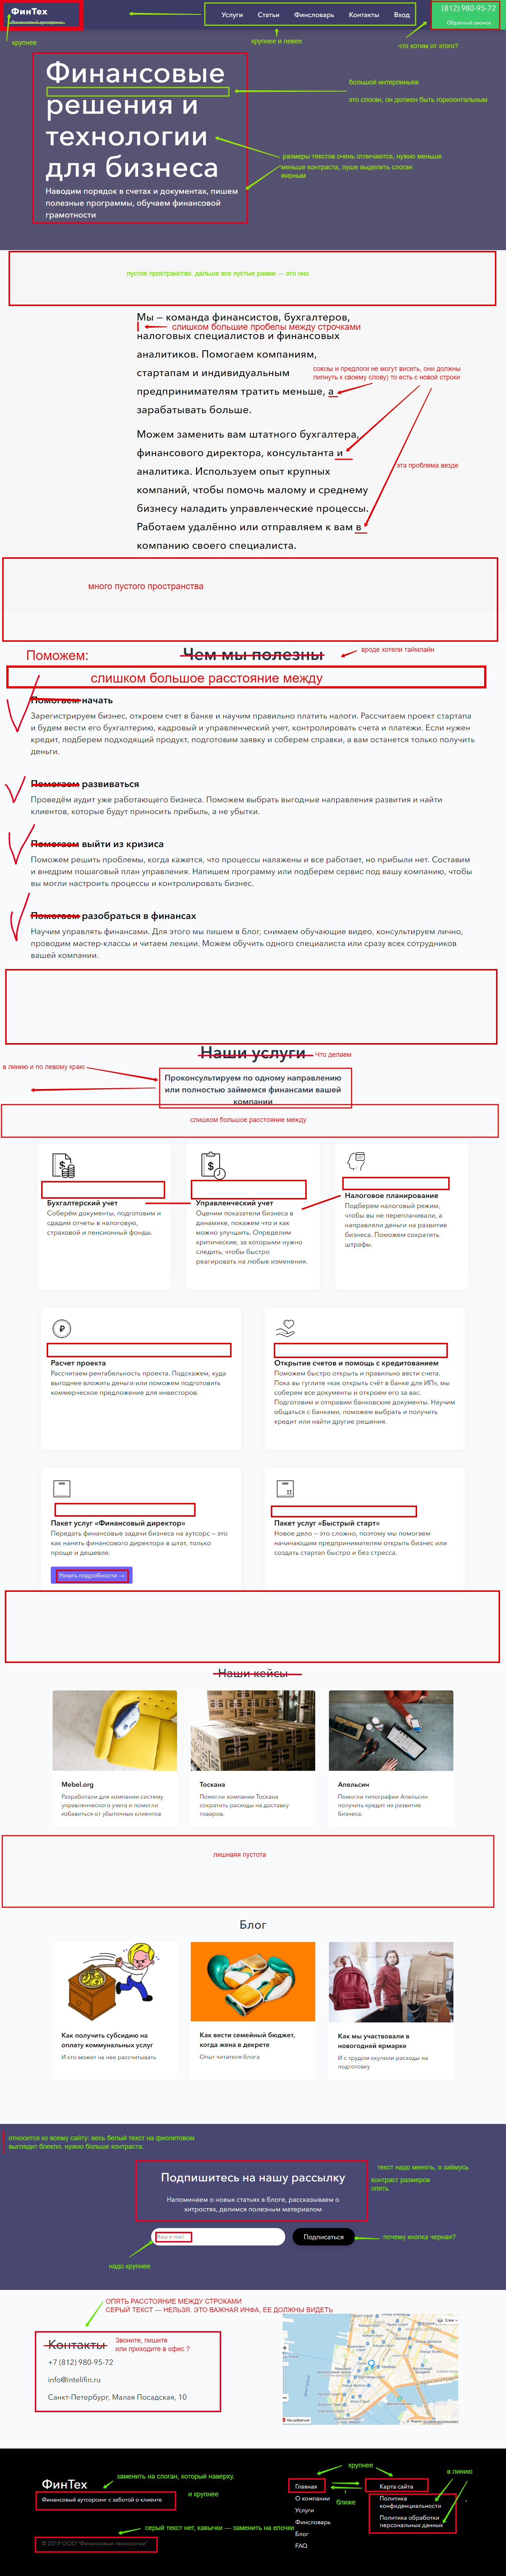 ФинТех
Финансовый аутсорсинг
крупнее
Услуги Статьи Финсловарь Контакты Вход
крупнее и левее
(812) 980-95-72
Обратный звонок
что хотим от этого?
Финансовые
решения и
технологии
для бизнеса
Наводим порядок в счетах и документах, пишем
полезные программы, обучаем финансовой
грамотности
большой интерлиньяж
это слоган, он должен быть горизонтальным
размеры текстов очень отличаются, нужно меньше
меньше контраста, луше выделить слоган
жирным
пустое пространство. дальше все пустые рамки — это оно
Мы — команда финансистов, бухгалтеров,
слишком большие пробелы между строчками
налоговых специалистов и финансовых
аналитиков. Помогаем компаниям,
стартапам и индивидуальным
предпринимателям тратить меньше, а
зарабатывать больше.
союзы и предлоги не могут висеть, они должны
липнуть к своему слову) то есть с новой строки
Можем заменить вам штатного бухгалтера,
финансового директора, консультанта и
аналитика. Используем опыт крупных
компаний, чтобы помочь малому и среднему
бизнесу наладить управленческие процессы.
Работаем удалённо или отправляем к вам в
компанию своего специалиста.
эта проблема везде
много пустого пространства
Поможем:
Чем мы полезны
вроде хотели таймлайн
слишком большое расстояние между
Помогаем начать
Зарегистрируем бизнес, откроем счет в банке и научим правильно платить налоги. Рассчитаем проект стартапа
и будем вести его бухгалтерию, кадровый и управленческий учет, контролировать счета и платежи. Если нужен
кредит, подберем подходящий продукт, подготовим заявку и соберем справки, а вам останется только получить
деньги.
Помогаем развиваться
Проведём аудит уже работающего бизнеса. Поможем выбрать выгодные направления развития и найти
клиентов, которые будут приносить прибыль, а не убытки.
Помогаем выйти из кризиса
Поможем решить проблемы, когда кажется, что процессы налажены и все работает, но прибыли нет. Составим
и внедрим пошаговый план управления. Напишем программу или подберем сервис под вашу компанию, чтобы
вы могли настроить процессы и контролировать бизнес.
Помогаем разобраться в финансах
Научим управлять финансами. Для этого мы пишем в блог, снимаем обучающие видео, консультируем лично,
проводим мастер-классы и читаем лекции. Можем обучить одного специалиста или сразу всех сотрудников
вашей компании.
Наши услуги
Что делаем
в линию и по левому краю
Проконсультируем по одному направлению
или полностью займемся финансами вашей
компании
слишком большое расстояние между
Бухгалтерский учет
Соберём документы, подготовим и
сдадим отчеты в налоговую,
страховой и пенсионный фонды.
Управленческий учет
Оценим показатели бизнеса в
динамике, покажем что и как
можно улучшить. Определим
критические, за которыми нужно
следить, чтобы быстро
реагировать на любые изменения.
Налоговое планирование
Подберем налоговый режим,
чтобы вы не переплачивали, а
направляли деньги на развитие
бизнеса. Поможем сократить
штрафы.
Расчет проекта
Рассчитаем рентабельность проекта. Подскажем, куда
выгоднее вложить деньги или поможем подготовить
коммерческое предложение для инвесторов.
Открытие счетов и помощь с кредитованием
Поможем быстро открыть и правильно вести счета.
Пока вы гуглите «как открыть счёт в банке для ИП», мы
соберем все документы и откроем его за вас.
Подготовим и отправим банковские документы. Научим
общаться с банками, поможем выбрать и получить
кредит или найти другие решения.
Пакет услуг «Финансовый директор»
Передать финансовые задачи бизнеса на аутсорс — это
как нанять финансового директора в штат, только
проще и дешевле.
Узнать подробности →
Пакет услуг «Быстрый старт»
Новое дело — это сложно, поэтому мы помогаем
начинающим предпринимателям открыть бизнес или
создать стартап быстро и без стресса.
Наши кейсы
Mebel.org
Разработали для компании систему
управленческого учета и помогли
избавиться от убыточных клиентов
Тоскана
Помогли компании Тоскана
сократить расходы на доставку
товаров.
Апельсин
Помогли типографии Апельсин
получить кредит на развитие
бизнеса.
лишнаяя пустота
Блог
Как получить субсидию на
оплату коммунальных услуг
И кто может на нее рассчитывать
Как вести семейный бюджет,
когда жена в декрете
Опыт читателя блога
Как мы участвовали в
новогодней ярмарке
И с трудом окупили расходы на
подготовку
относится ко всему сайту: весь белый текст на фиолетовом
выглядит блекло. нужно больше контраста.
Подпишитесь на нашу рассылку
Напоминаем о новых статьях в блоге, рассказываем о
хитростях, делимся полезным материалом
текст надо менять, я займусь
контраст размеров
опять
Ваш e-mail
Подписаться
почему кнопка черная?
надо крупнее
ОПЯТЬ РАССТОЯНИЕ МЕЖДУ СТРОКАМИ
СЕРЫЙ ТЕКСТ — НЕЛЬЗЯ. ЭТО ВАЖНАЯ ИНФА, ЕЕ ДОЛЖНЫ ВИДЕТЬ
Контакты
Звоните, пишите
или приходите в офис ?
+7 (812) 980-95-72
info@intelifin.ru
Санкт-Петербург, Малая Посадская, 10
ФинТех
заменить на слоган, который наверху.
Финансовый аутсорсинг с заботой о клиенте
и крупнее
серый текст нет, кавычки — заменить на елочки
© 2019 ООО "Финансовые технологии"
крупнее
в линию
ближе
Главная
О компании
Услуги
Финсловарь
Блог
FAQ
Карта сайта
Политика
конфиденциальности
Политика обработки
персональных данных